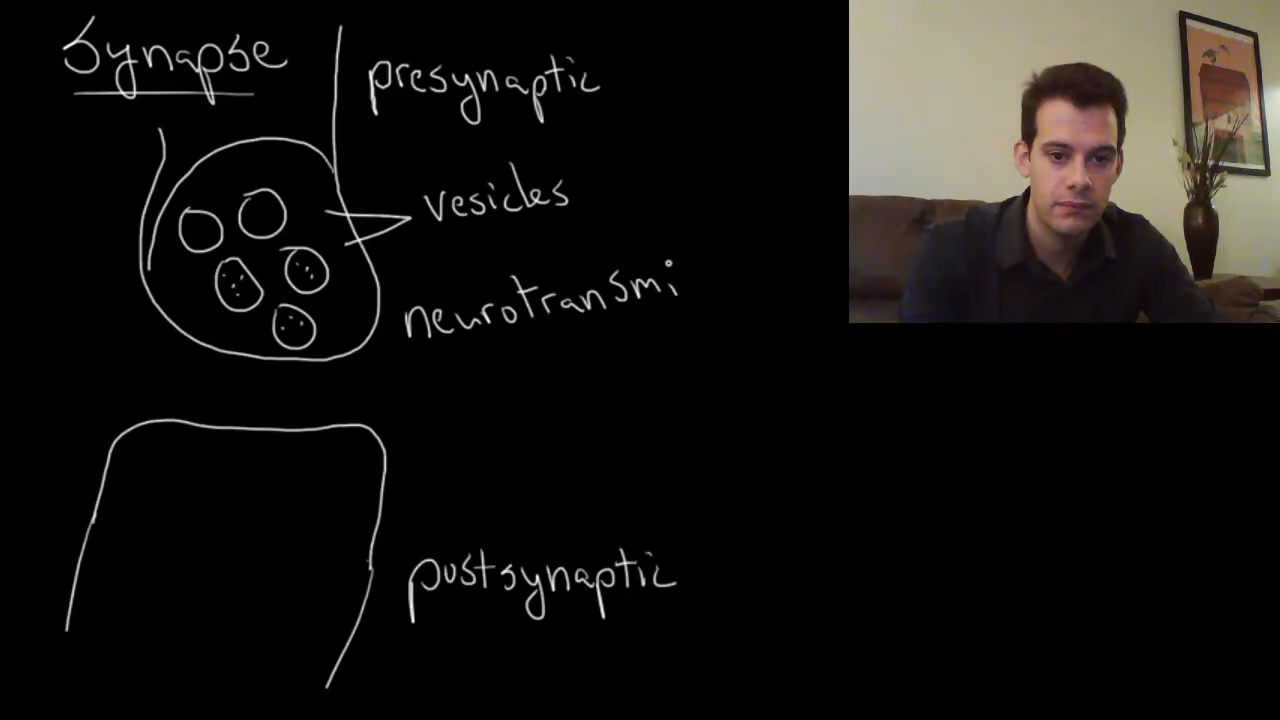 synapse
presynaptic
vesicles
neurotransmi
postsynaptic